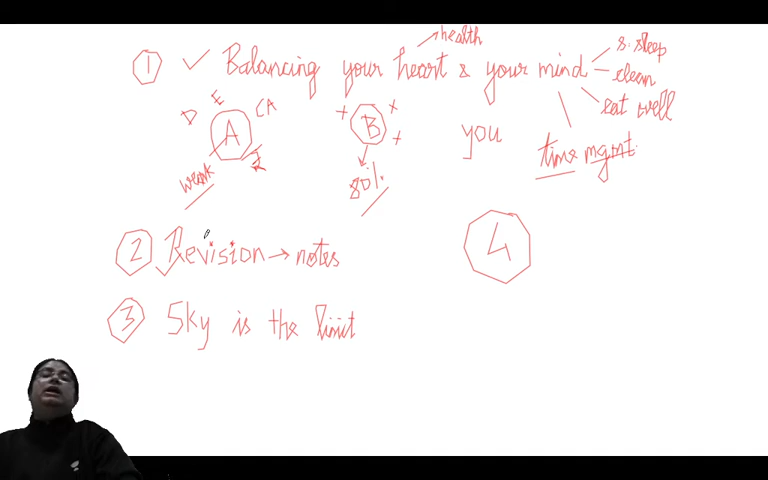 health
1 ✓ Balancing your heart & your mind
s. sleep
clean
eat well
D E CA
A
weak
+ + +
B
80%
you
time mgmt.
2 Revision → notes
4
3 Sky is the limit